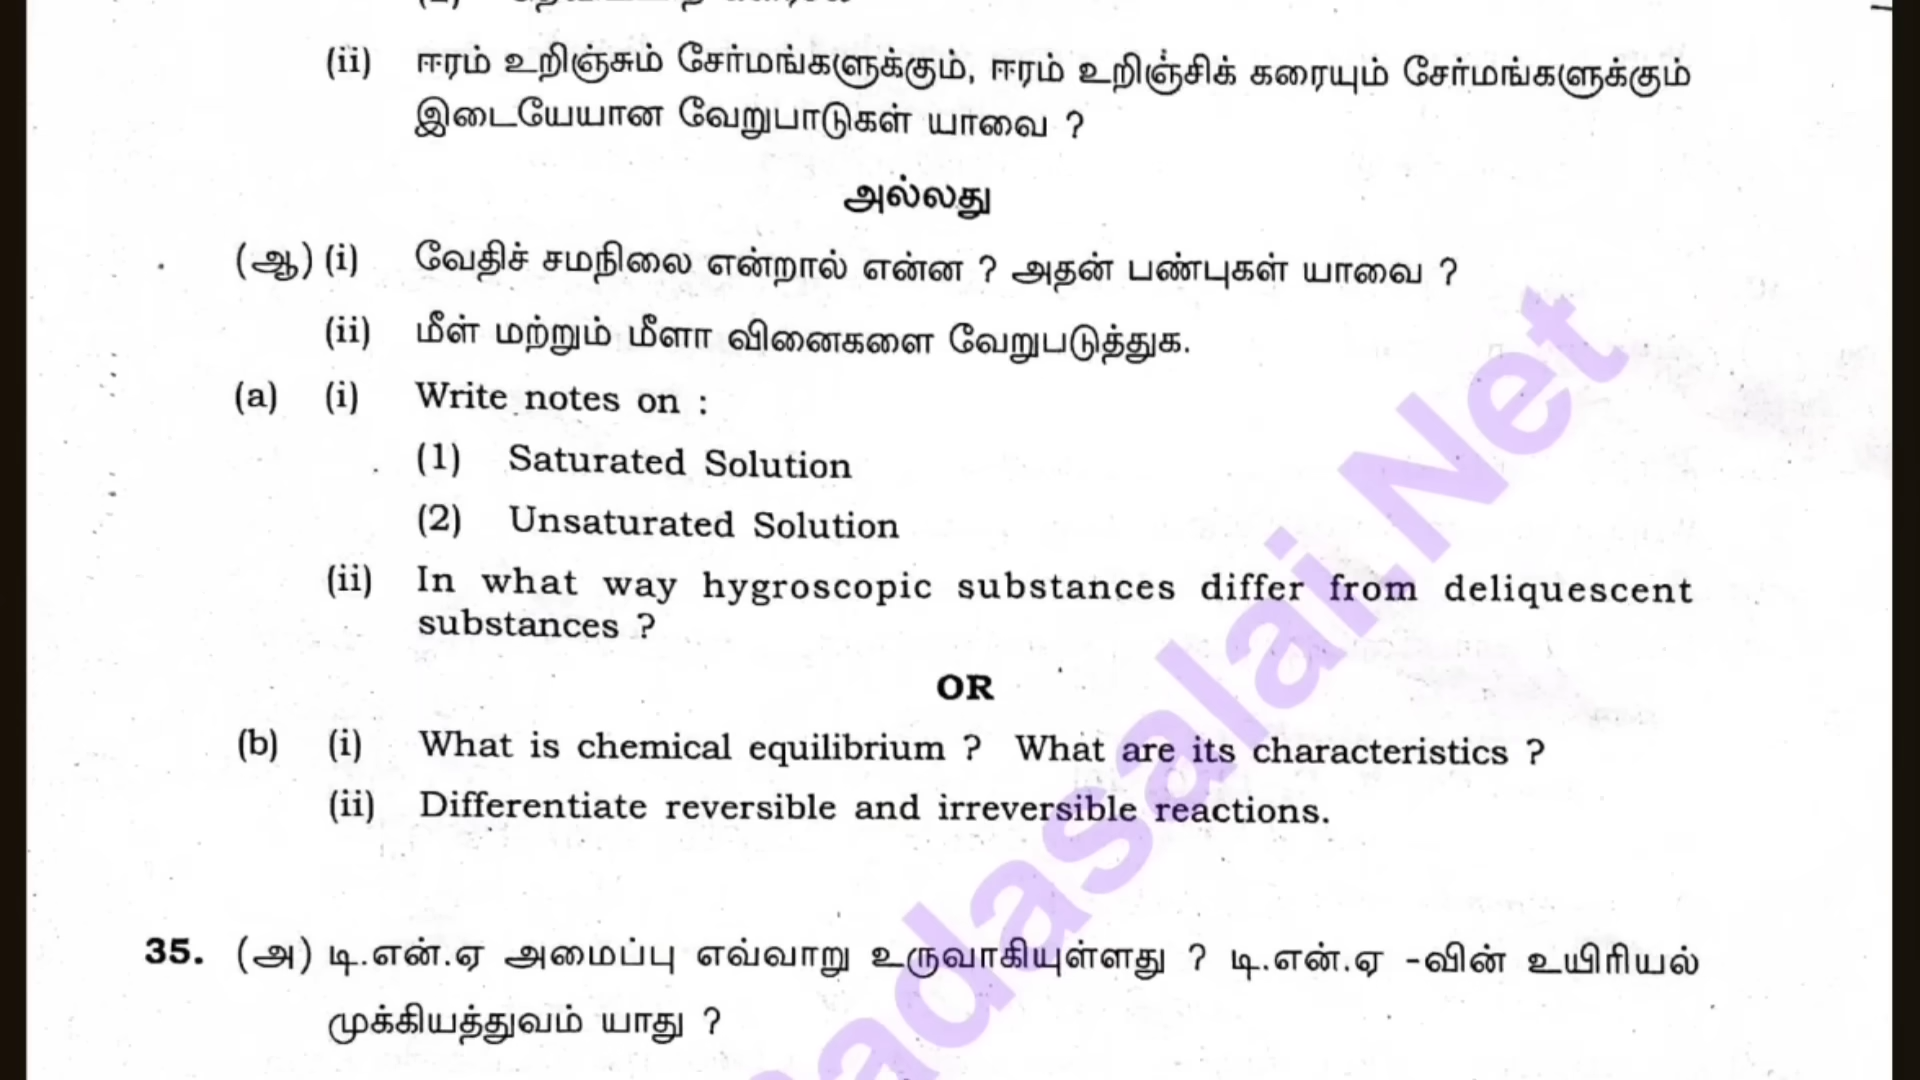 (ii) ஈரம் உறிஞ்சும் சேர்மங்களுக்கும், ஈரம் உறிஞ்சிக் கரையும் சேர்மங்களுக்கும்
இடையேயான வேறுபாடுகள் யாவை ?
அல்லது
(ஆ) (i) வேதிச் சமநிலை என்றால் என்ன ? அதன் பண்புகள் யாவை ?
(ii) மீள் மற்றும் மீளா வினைகளை வேறுபடுத்துக.
(a) (i) Write notes on :
(1) Saturated Solution
(2) Unsaturated Solution
(ii) In what way hygroscopic substances differ from deliquescent
substances ?
OR
(b) (i) What is chemical equilibrium ? What are its characteristics ?
(ii) Differentiate reversible and irreversible reactions.
35. (அ) டி.என்.ஏ அமைப்பு எவ்வாறு உருவாகியுள்ளது ? டி.என்.ஏ -வின் உயிரியல்
முக்கியத்துவம் யாது ?
adasalai.Net